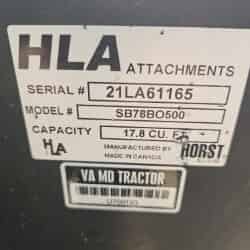 HLA ATTACHMENTS
SERIAL # 21LA61165
MODEL # SB78BO500
CAPACITY 17.8 CU. FT.
HLA MANUFACTURED BY HORST
MADE IN CANADA
VA MD TRACTOR